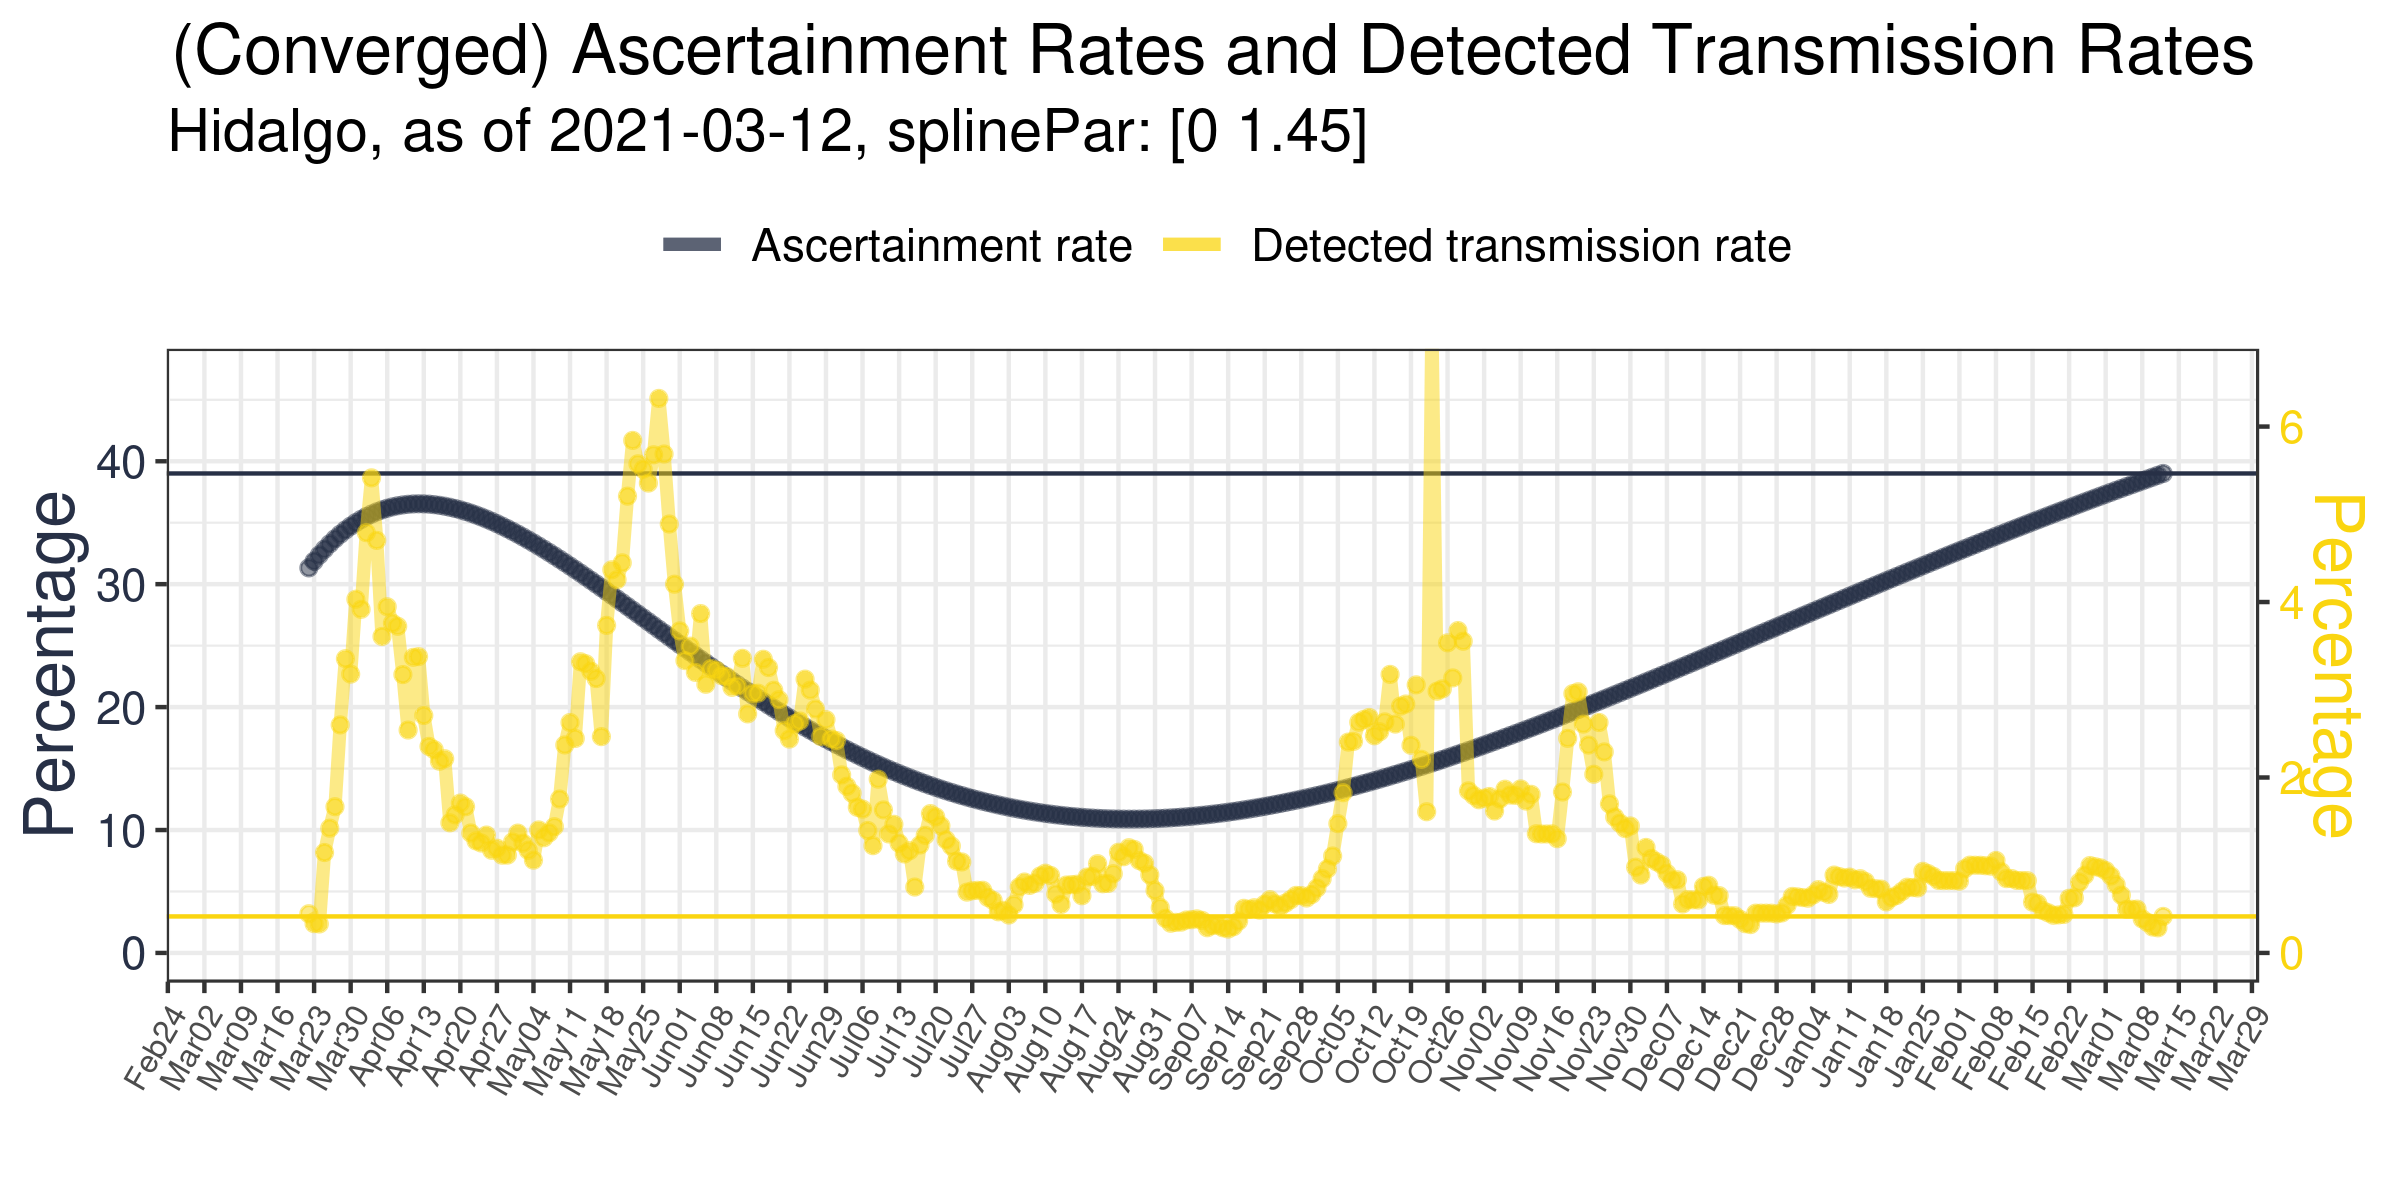 (Converged) Ascertainment Rates and Detected Transmission Rates
Hidalgo, as of 2021-03-12, splinePar: [0 1.45]
Ascertainment rate Detected transmission rate
Percentage
40
30
20
10
0
6
4
2
0
Percentage
Feb24 Mar02 Mar09 Mar16 Mar23 Mar30 Apr06 Apr13 Apr20 Apr27 May04 May11 May18 May25 Jun01 Jun08 Jun15 Jun22 Jun29 Jul06 Jul13 Jul20 Jul27 Aug03 Aug10 Aug17 Aug24 Aug31 Sep07 Sep14 Sep21 Sep28 Oct05 Oct12 Oct19 Oct26 Nov02 Nov09 Nov16 Nov23 Nov30 Dec07 Dec14 Dec21 Dec28 Jan04 Jan11 Jan18 Jan25 Feb01 Feb08 Feb15 Feb22 Mar01 Mar08 Mar15 Mar22 Mar29